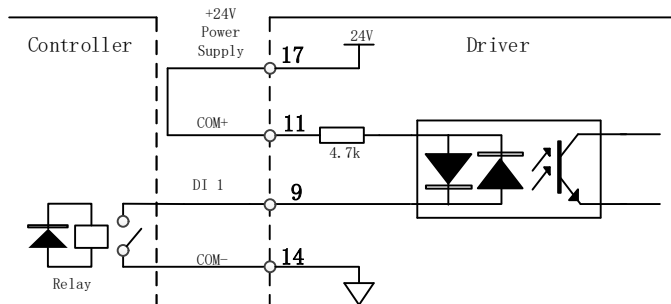 +24V
Power
Supply
Controller
Driver
24V
17
COM+
11
4.7k
DI 1
9
COM-
14
Relay